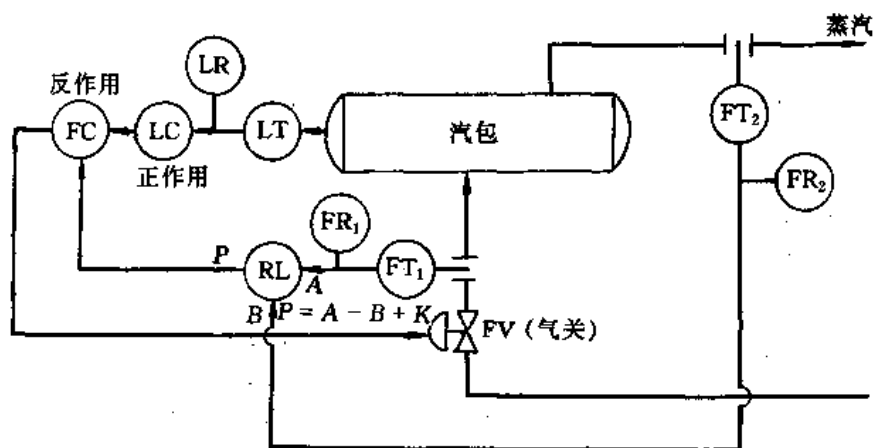 蒸汽
LR
反作用
FC
LC
LT
汽包
FT₂
正作用
FR₂
FR₁
P
RL
A
FT₁
B
P = A - B + K
FV (气关)